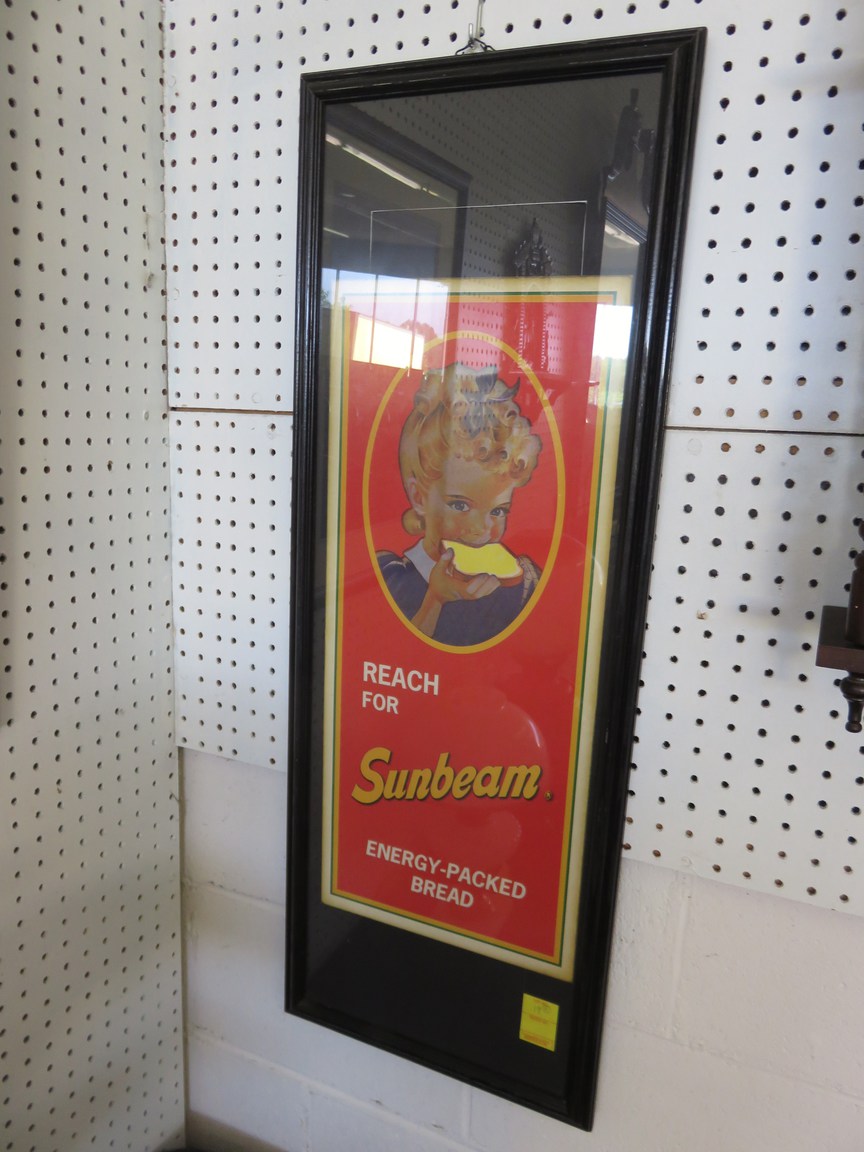 REACH
FOR
Sunbeam.
ENERGY-PACKED
BREAD